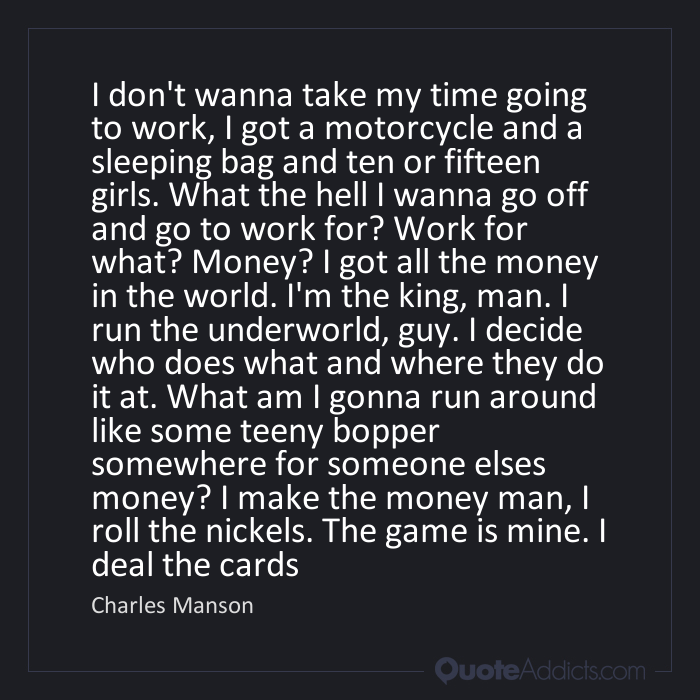 I don't wanna take my time going
to work, I got a motorcycle and a
sleeping bag and ten or fifteen
girls. What the hell I wanna go off
and go to work for? Work for
what? Money? I got all the money
in the world. I'm the king, man. I
run the underworld, guy. I decide
who does what and where they do
it at. What am I gonna run around
like some teeny bopper
somewhere for someone elses
money? I make the money man, I
roll the nickels. The game is mine. I
deal the cards
Charles Manson
QuoteAddicts.com